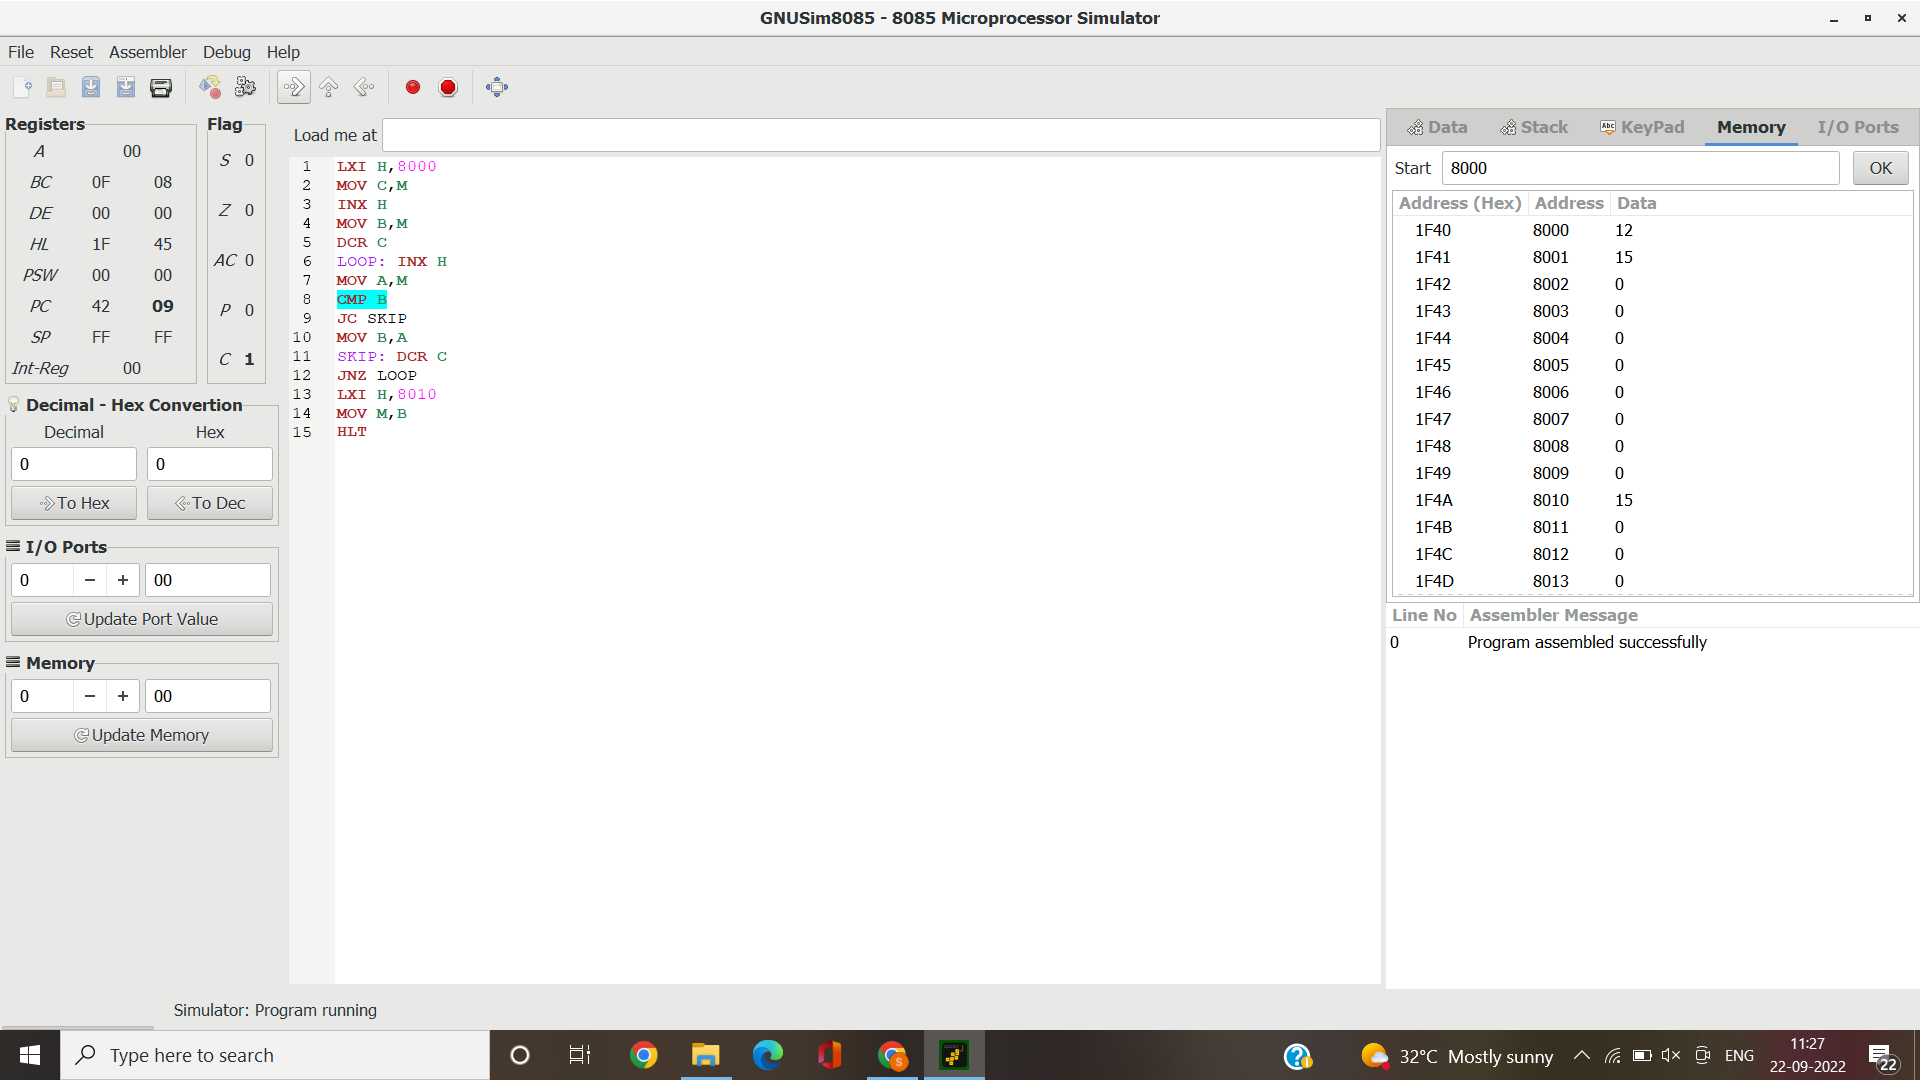 GNUSim8085 - 8085 Microprocessor Simulator
File Reset Assembler Debug Help
Registers
A 00
BC 0F 08
DE 00 00
HL 1F 45
PSW 00 00
PC 42 09
SP FF FF
Int-Reg 00
Flag
S 0
Z 0
AC 0
P 0
C 1
Decimal - Hex Convertion
Decimal Hex
0 0
To Hex To Dec
I/O Ports
0 − + 00
Update Port Value
Memory
0 − + 00
Update Memory
Load me at
1 LXI H,8000
2 MOV C,M
3 INX H
4 MOV B,M
5 DCR C
6 LOOP: INX H
7 MOV A,M
8 CMP B
9 JC SKIP
10 MOV B,A
11 SKIP: DCR C
12 JNZ LOOP
13 LXI H,8010
14 MOV M,B
15 HLT
Data Stack Abc KeyPad Memory I/O Ports
Start 8000 OK
Address (Hex) Address Data
1F40 8000 12
1F41 8001 15
1F42 8002 0
1F43 8003 0
1F44 8004 0
1F45 8005 0
1F46 8006 0
1F47 8007 0
1F48 8008 0
1F49 8009 0
1F4A 8010 15
1F4B 8011 0
1F4C 8012 0
1F4D 8013 0
Line No Assembler Message
0 Program assembled successfully
Simulator: Program running
Type here to search
S
32°C Mostly sunny
ENG
11:27
22-09-2022
22